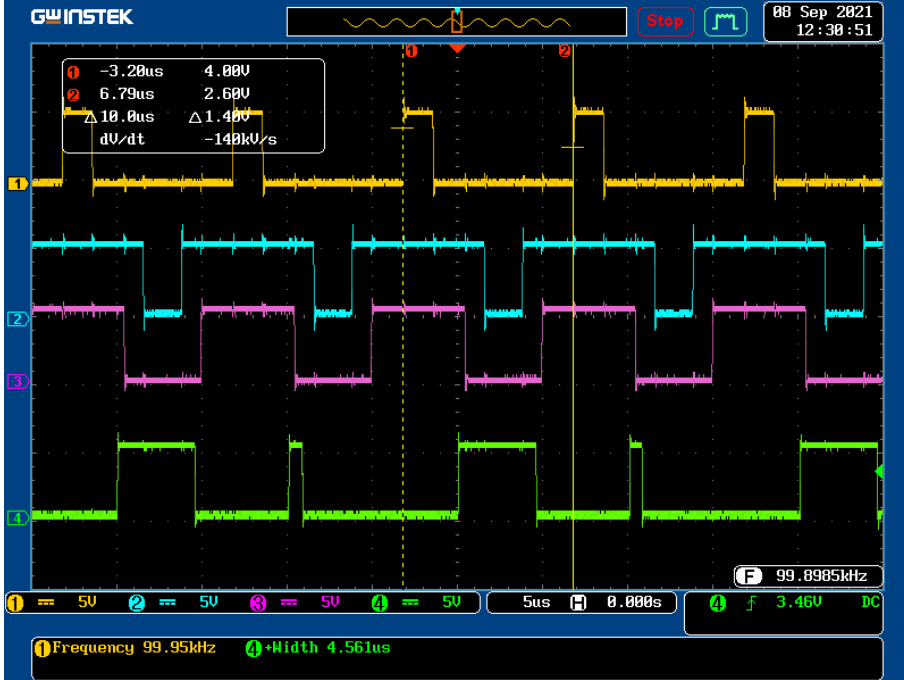 GWINSTEK
Stop
08 Sep 2021
12:30:51
1 2
1 -3.20us 4.00V
2 6.79us 2.60V
△10.0us △1.40V
dV/dt -140kV/s
1
2
3
4
F 99.8985kHz
1 5V 2 5V 3 5V 4 5V 5us H 0.000s 4 3.46V DC
1 Frequency 99.95kHz 4 +Width 4.561us